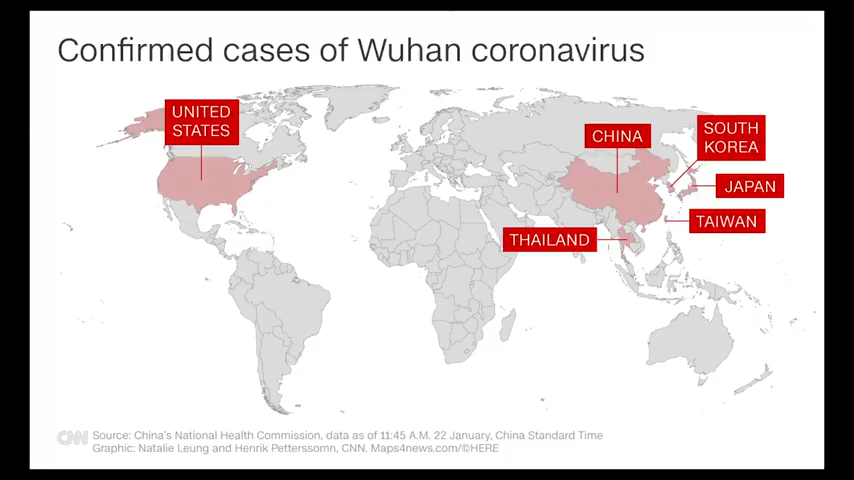 Confirmed cases of Wuhan coronavirus
UNITED
STATES
CHINA
SOUTH
KOREA
JAPAN
TAIWAN
THAILAND
CNN Source: China's National Health Commission, data as of 11:45 A.M. 22 January, China Standard Time
Graphic: Natalie Leung and Henrik Petterssomn, CNN. Maps4news.com/©HERE